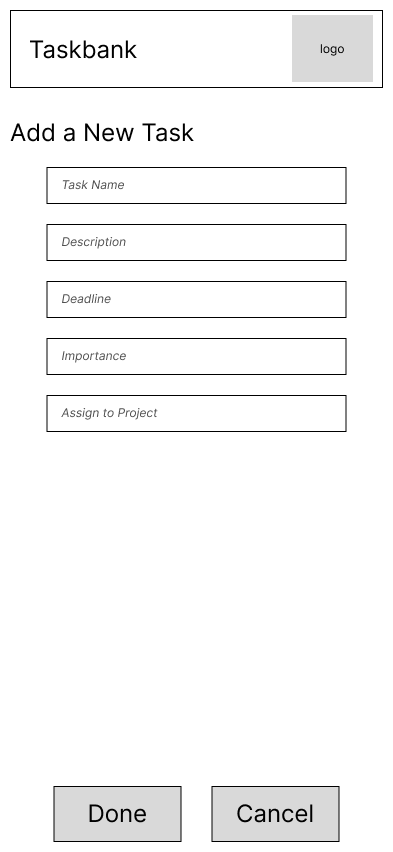 Taskbank
logo
Add a New Task
Task Name
Description
Deadline
Importance
Assign to Project
Done
Cancel